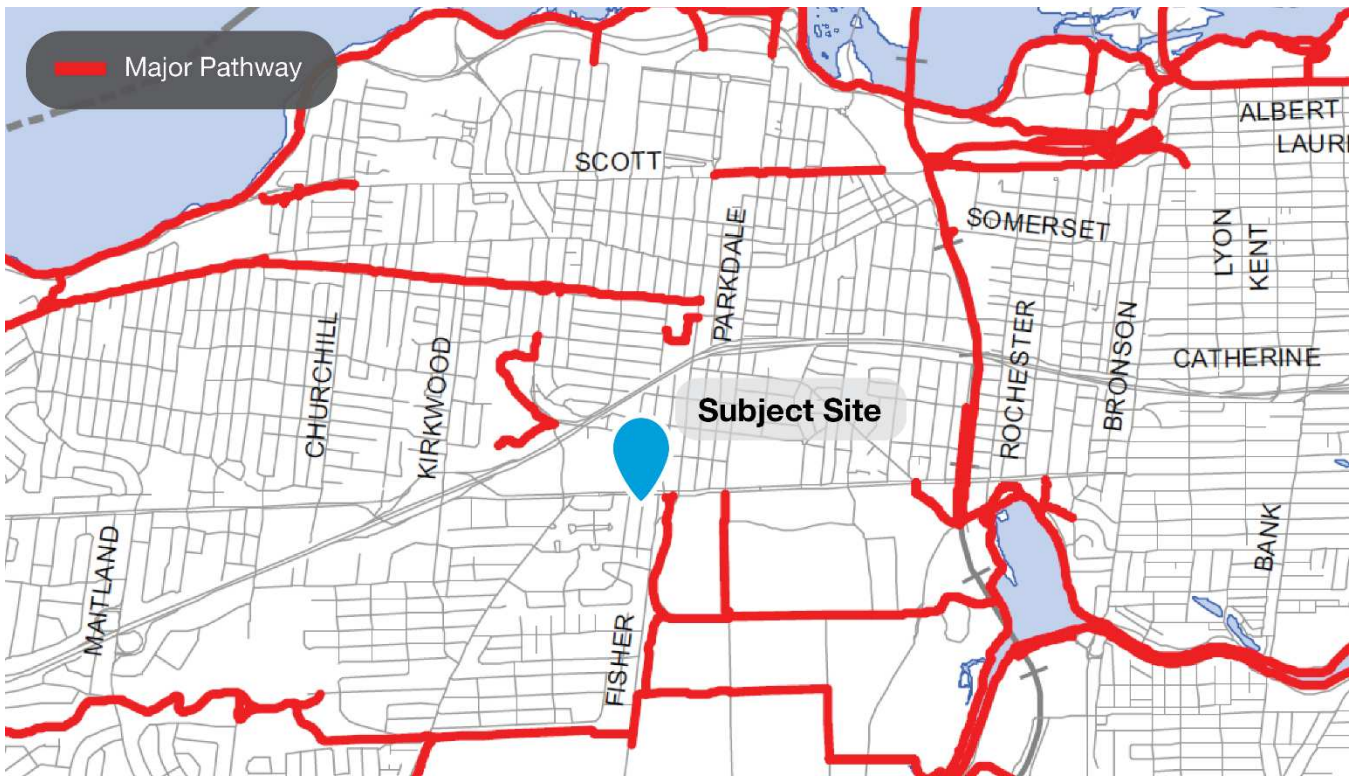 Major Pathway
ALBERT
LAURI
SCOTT
SOMERSET
PARKDALE
LYON
KENT
CHURCHILL
KIRKWOOD
ROCHESTER
BRONSON
CATHERINE
Subject Site
MAITLAND
FISHER
BANK